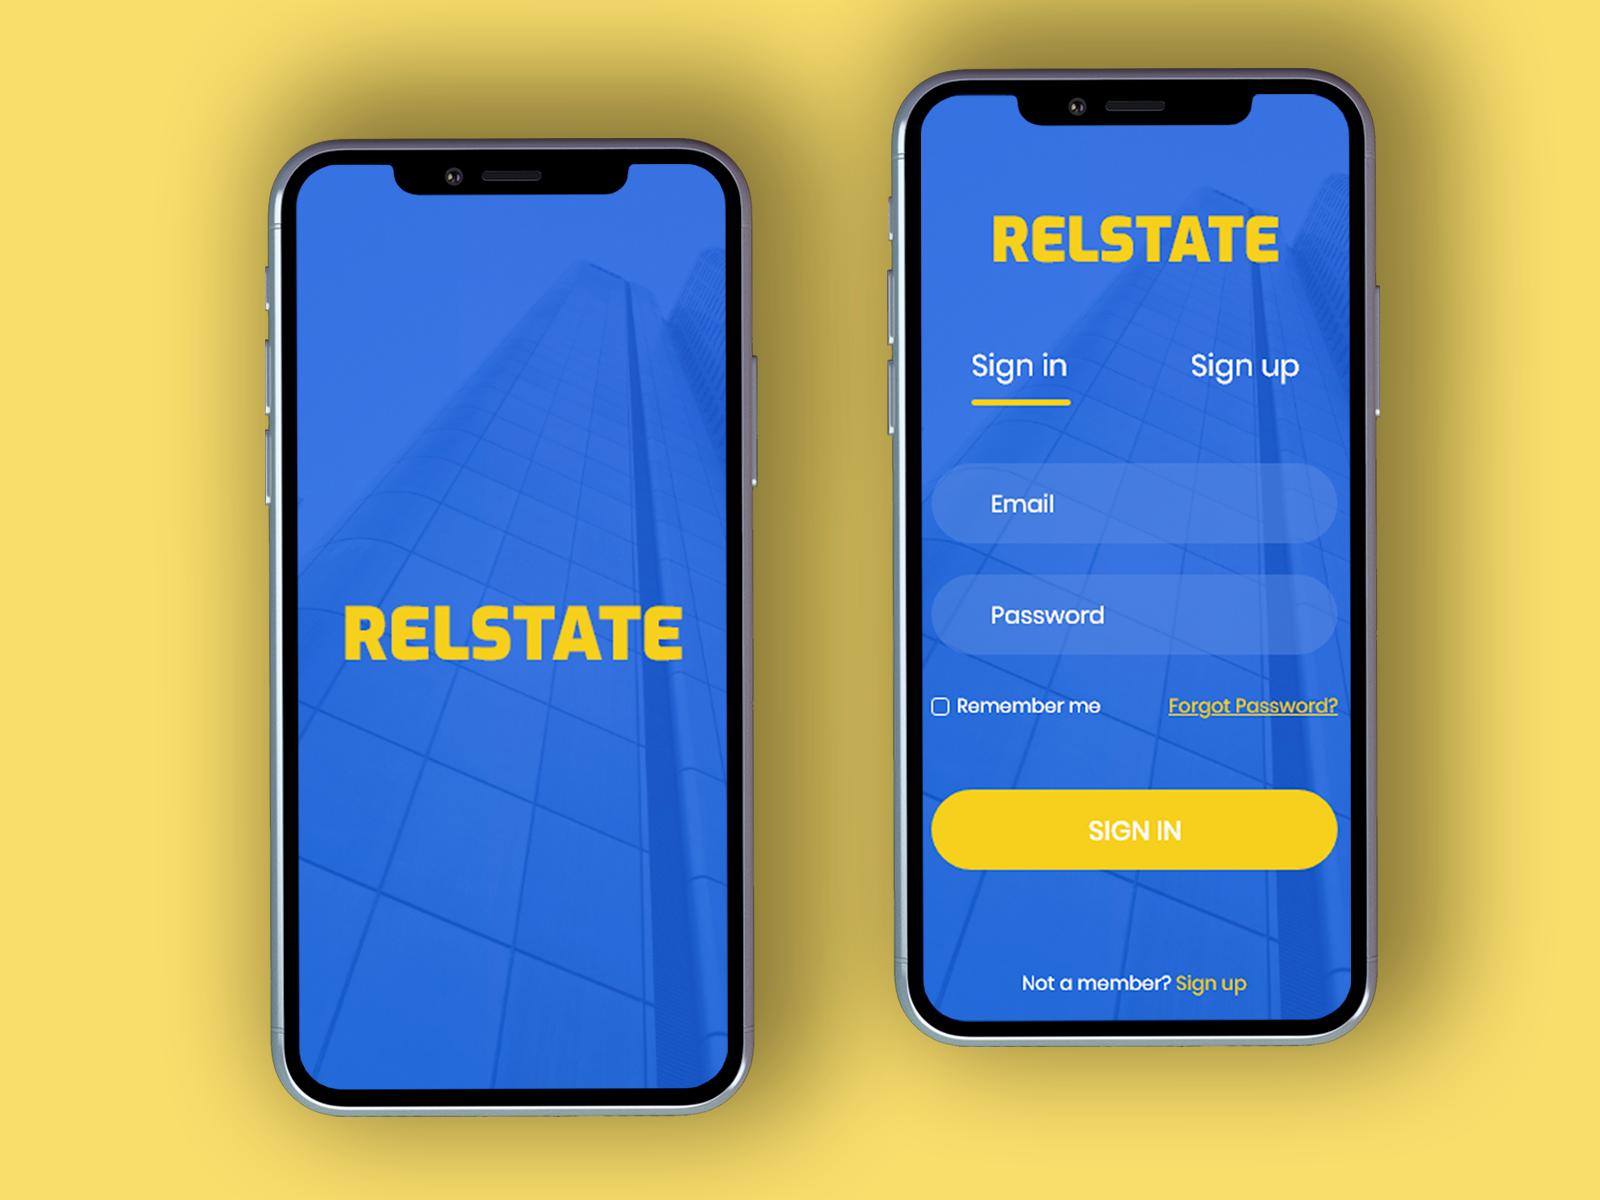 RELSTATE
RELSTATE
Sign in
Sign up
Email
Password
Remember me
Forgot Password?
SIGN IN
Not a member? Sign up